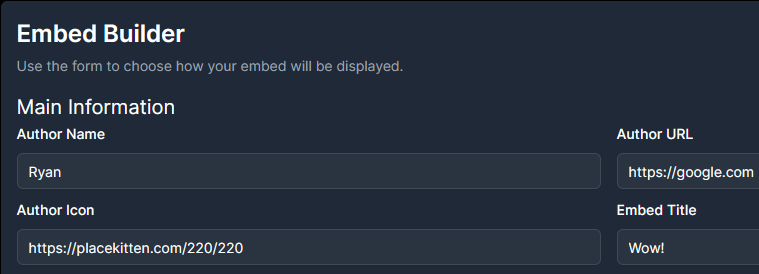 Embed Builder
Use the form to choose how your embed will be displayed.
Main Information
Author Name
Author URL
Ryan
https://google.com
Author Icon
Embed Title
https://placekitten.com/220/220
Wow!